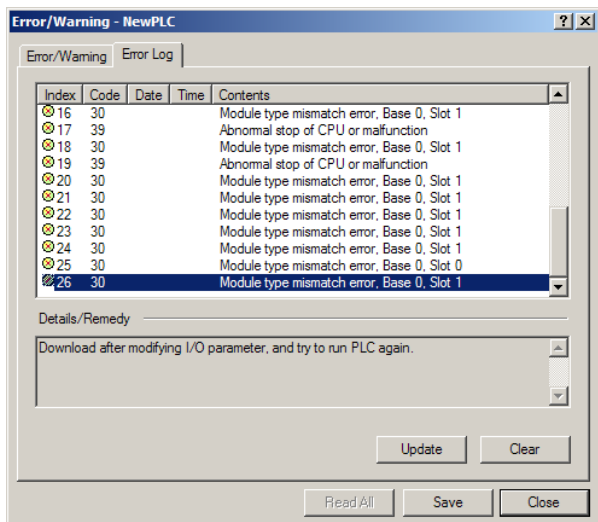 Error/Warning - NewPLC
Error/Warning Error Log
Index Code Date Time Contents
16 30 Module type mismatch error, Base 0, Slot 1
17 39 Abnormal stop of CPU or malfunction
18 30 Module type mismatch error, Base 0, Slot 1
19 39 Abnormal stop of CPU or malfunction
20 30 Module type mismatch error, Base 0, Slot 1
21 30 Module type mismatch error, Base 0, Slot 1
22 30 Module type mismatch error, Base 0, Slot 1
23 30 Module type mismatch error, Base 0, Slot 1
24 30 Module type mismatch error, Base 0, Slot 1
25 30 Module type mismatch error, Base 0, Slot 0
26 30 Module type mismatch error, Base 0, Slot 1
Details/Remedy
Download after modifying I/O parameter, and try to run PLC again.
Update Clear
Read All Save Close